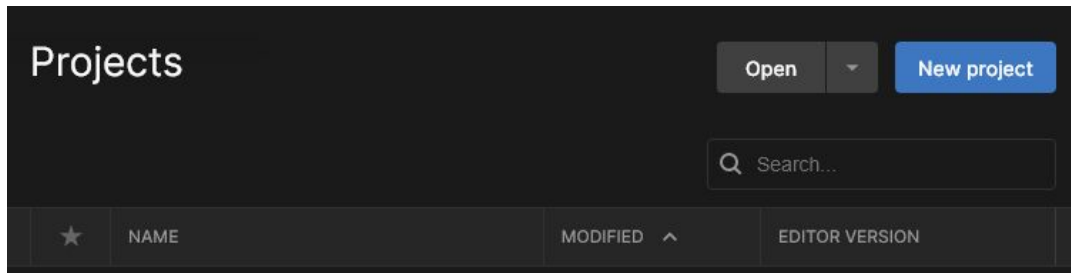 Projects
Open
New project
Search...
NAME
MODIFIED
EDITOR VERSION